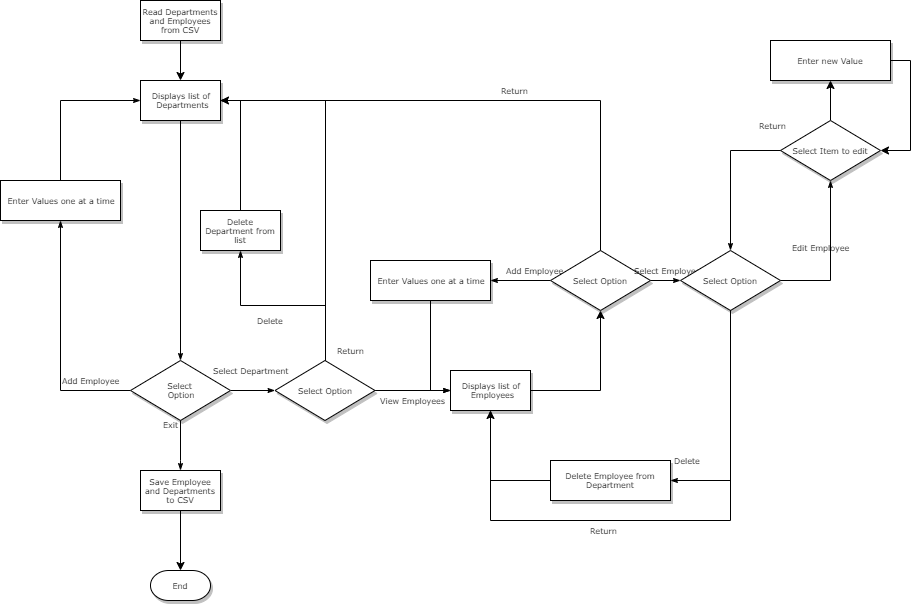 Read Departments
and Employees
from CSV
Enter new Value
Displays list of
Departments
Return
Return
Select Item to edit
Enter Values one at a time
Delete
Department from
list
Edit Employee
Add Employee
Select Employe
Enter Values one at a time
Select Option
Select Option
Delete
Return
Select Department
Add Employee
Select
Option
Select Option
View Employees
Displays list of
Employees
Exit
Delete
Save Employee
and Departments
to CSV
Delete Employee from
Department
Return
End